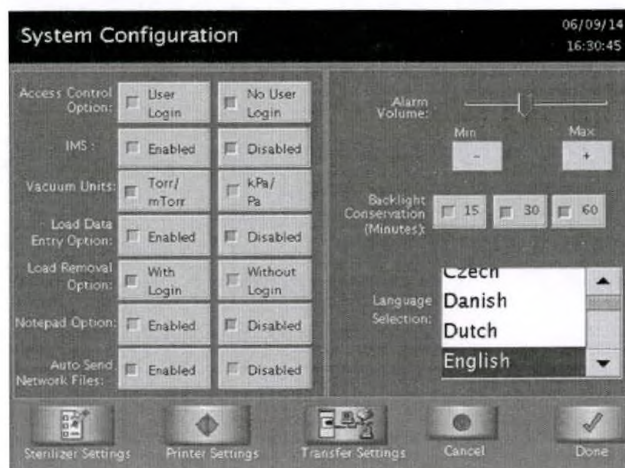 System Configuration
06/09/14
16:30:45
Access Control Option:
User Login
No User Login
IMS :
Enabled
Disabled
Vacuum Units:
Torr/ mTorr
kPa/ Pa
Load Data Entry Option:
Enabled
Disabled
Load Removal Option:
With Login
Without Login
Notepad Option:
Enabled
Disabled
Auto Send Network Files:
Enabled
Disabled
Alarm Volume:
Min
Max
-
+
Backlight Conservation (Minutes):
15
30
60
Language Selection:
Czech
Danish
Dutch
English
Sterilizer Settings
Printer Settings
Transfer Settings
Cancel
Done